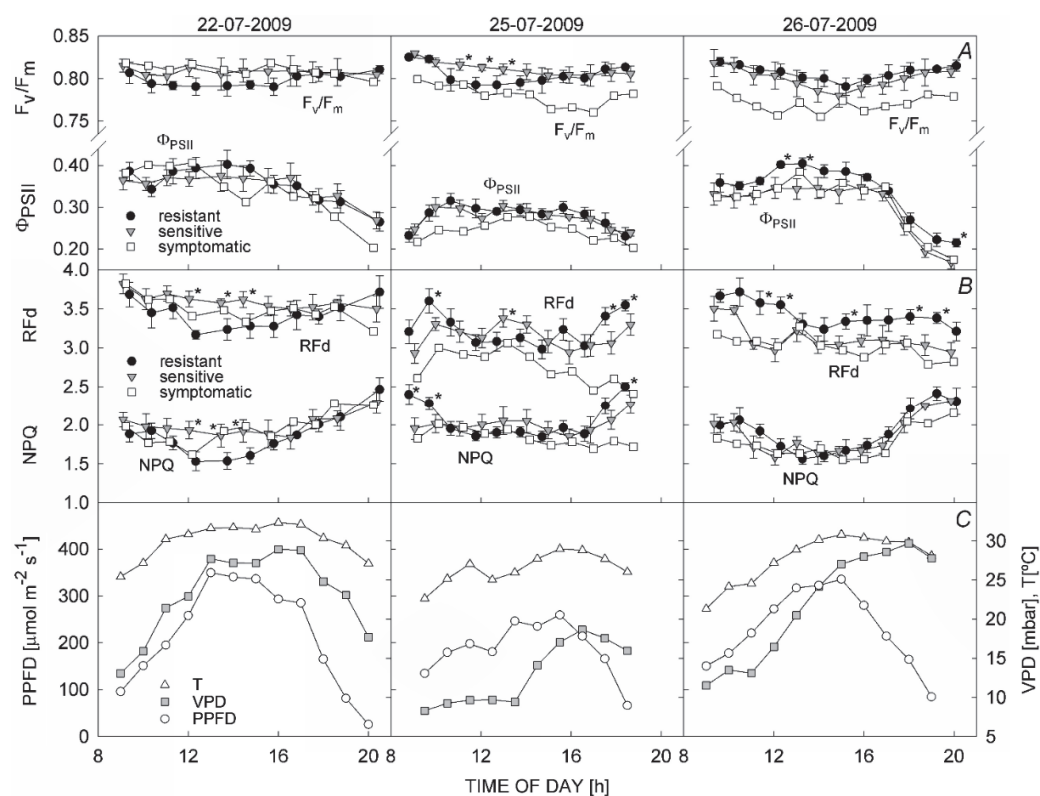 22-07-2009 25-07-2009 26-07-2009
0.85 A
Fv/Fm
0.80
0.75
Fv/Fm Fv/Fm Fv/Fm
ΦPSII
0.40
ΦPSII
ΦPSII
0.30
ΦPSII
resistant
sensitive
symptomatic
0.20
4.0
B
3.5
RFd
RFd
RFd
3.0
RFd
resistant
sensitive
symptomatic
2.5
2.0
NPQ
NPQ
NPQ
NPQ
1.5
1.0
C
400 30
PPFD [µmol m−2 s−1]
300 25
200 20
VPD [mbar], T[ºC]
15
100 10
T
VPD
PPFD
0 5
8 12 16 20 8 12 16 20 8 12 16 20
TIME OF DAY [h]